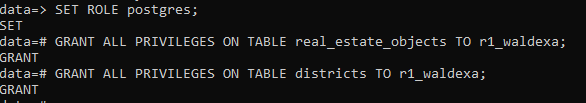 data=> SET ROLE postgres;
SET
data=# GRANT ALL PRIVILEGES ON TABLE real_estate_objects TO r1_waldexa;
GRANT
data=# GRANT ALL PRIVILEGES ON TABLE districts TO r1_waldexa;
GRANT
data=#